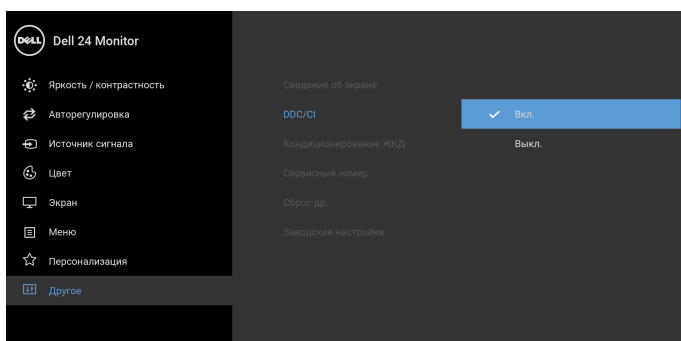 DELL
Dell 24 Monitor
Яркость / контрастность
Авторегулировка
Источник сигнала
Цвет
Экран
Меню
Персонализация
Другое
Сведения об экране
DDC/CI
Кондиционирование ЖКД
Сервисный номер
Сброс др.
Заводские настройки
Вкл.
Выкл.